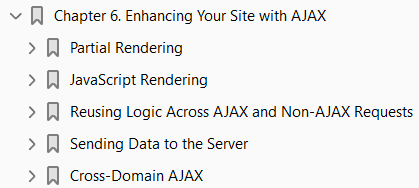 Chapter 6. Enhancing Your Site with AJAX
Partial Rendering
JavaScript Rendering
Reusing Logic Across AJAX and Non-AJAX Requests
Sending Data to the Server
Cross-Domain AJAX